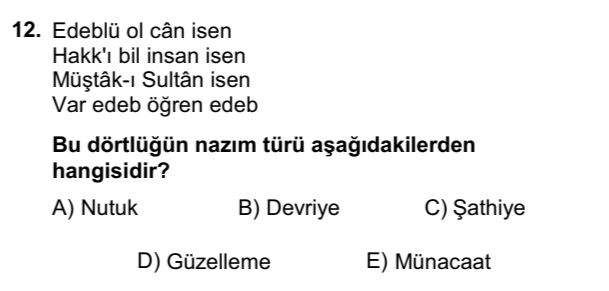 12. Edeblü ol cân isen
Hakk'ı bil insan isen
Müştâk-ı Sultân isen
Var edeb öğren edeb
Bu dörtlüğün nazım türü aşağıdakilerden
hangisidir?
A) Nutuk B) Devriye C) Şathiye
D) Güzelleme E) Münacaat